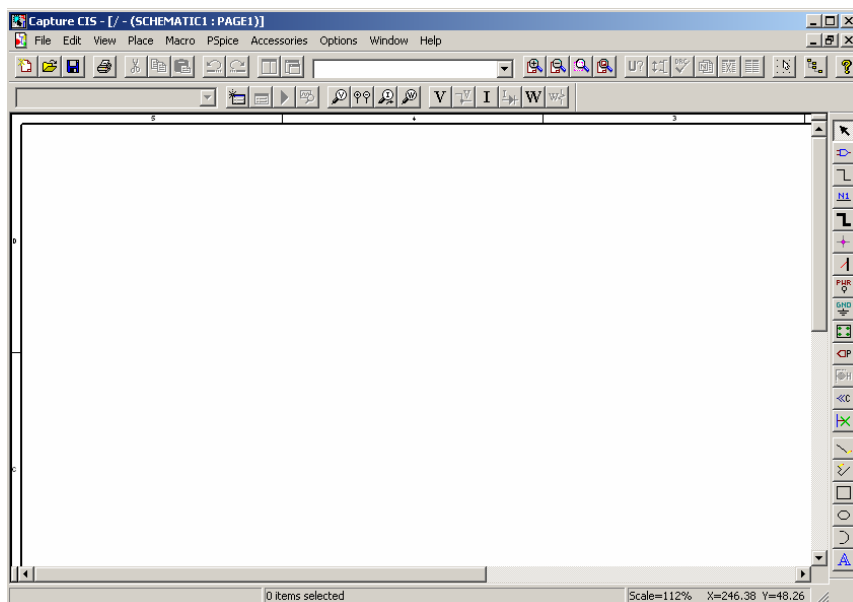 Capture CIS - [/ - (SCHEMATIC1 : PAGE1)]
File Edit View Place Macro PSpice Accessories Options Window Help
U? DRC
V I W
5 4 3
N1
D
PWR
GND
P
H
C
C
A
0 items selected Scale=112% X=246.38 Y=48.26